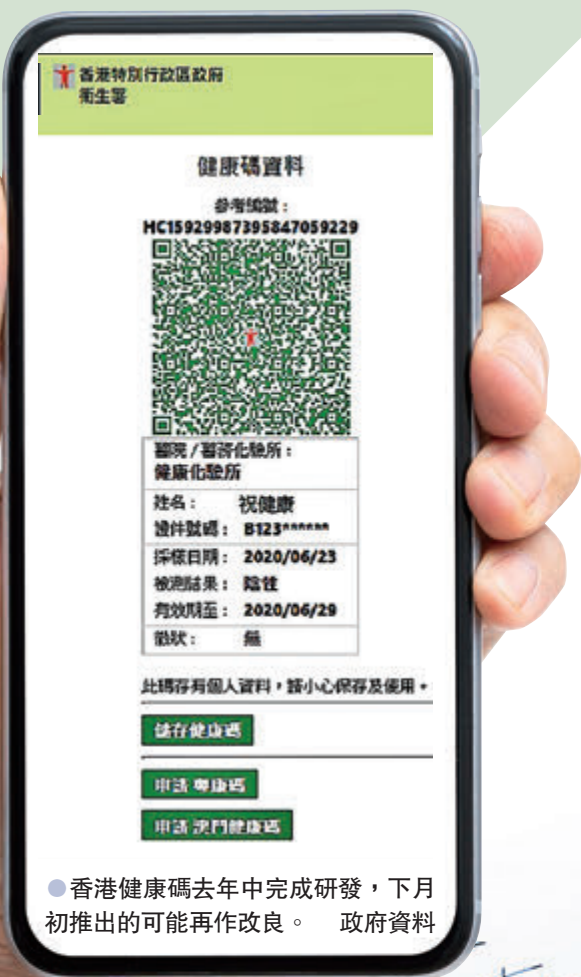 香港特別行政區政府
衞生署
健康碼資料
參考編號：
HC15929987395847059229
醫院 / 醫務化驗所：
健康化驗所
姓名： 祝健康
證件號碼： B123******
採樣日期： 2020/06/23
檢測結果： 陰性
有效期至： 2020/06/29
徵狀： 無
此碼存有個人資料，請小心保存及使用。
儲存健康碼
申請 粵康碼
申請 澳門健康碼
●香港健康碼去年中完成研發，下月
初推出的可能再作改良。 政府資料